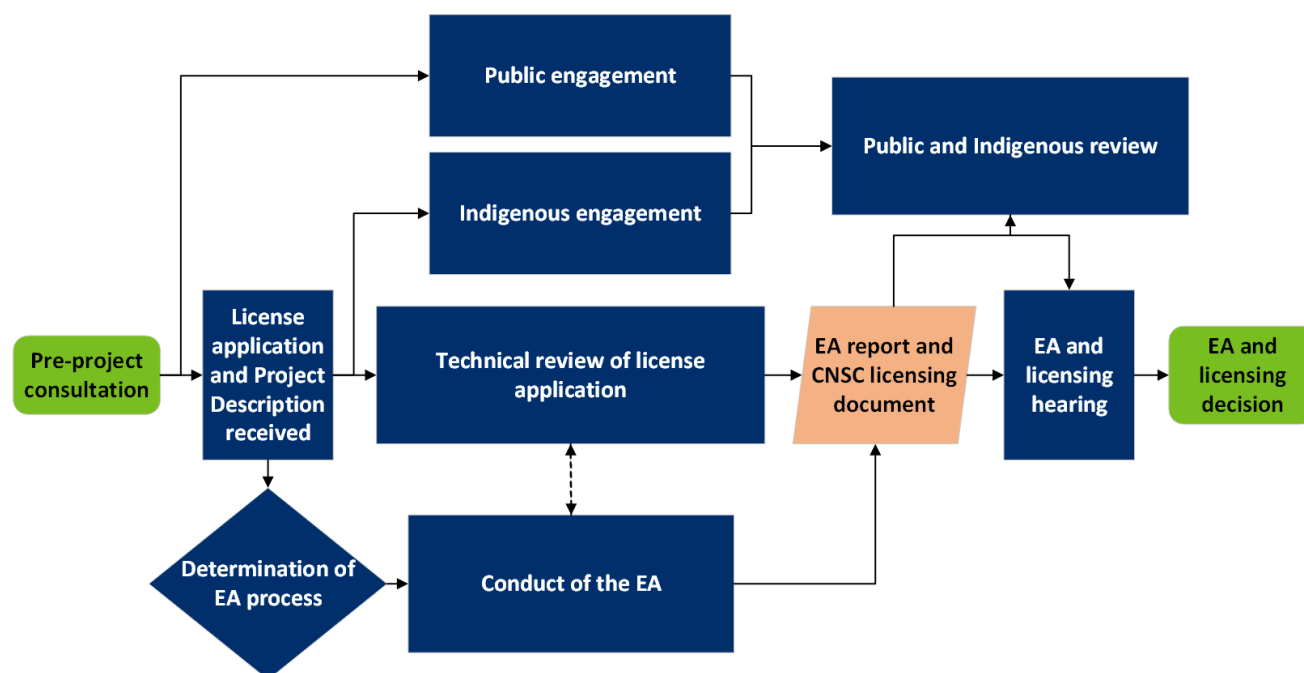 Public engagement
Public and Indigenous review
Indigenous engagement
Pre-project
consultation
License
application
and Project
Description
received
Technical review of license
application
EA report and
CNSC licensing
document
EA and
licensing
hearing
EA and
licensing
decision
Determination of
EA process
Conduct of the EA